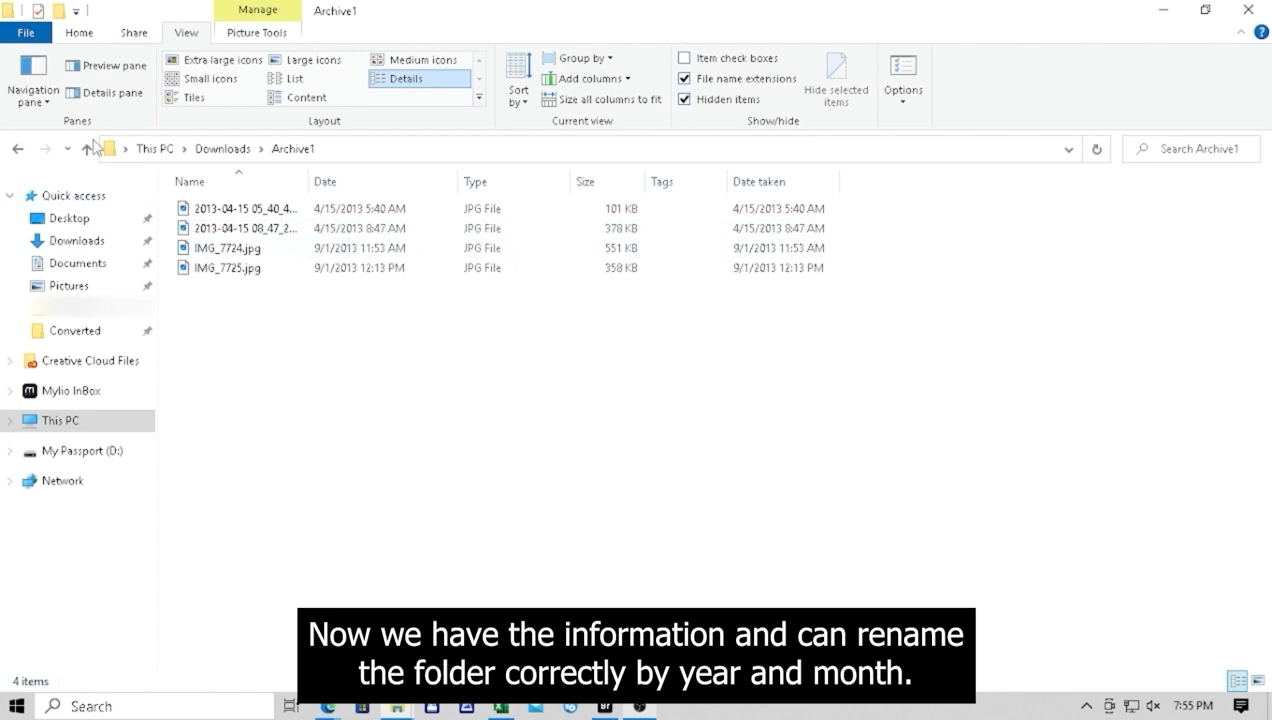 Manage
Archive1
File
Home
Share
View
Picture Tools
Navigation
pane
Preview pane
Details pane
Panes
Extra large icons
Large icons
Medium icons
Small icons
List
Details
Tiles
Content
Layout
Sort
by
Group by
Add columns
Size all columns to fit
Current view
Item check boxes
File name extensions
Hidden items
Hide selected
items
Show/hide
Options
This PC > Downloads > Archive1
Search Archive1
Name Date Type Size Tags Date taken
2013-04-15 05_40_4... 4/15/2013 5:40 AM JPG File 101 KB 4/15/2013 5:40 AM
2013-04-15 08_47_2... 4/15/2013 8:47 AM JPG File 378 KB 4/15/2013 8:47 AM
IMG_7724.jpg 9/1/2013 11:53 AM JPG File 551 KB 9/1/2013 11:53 AM
IMG_7725.jpg 9/1/2013 12:13 PM JPG File 358 KB 9/1/2013 12:13 PM
Quick access
Desktop
Downloads
Documents
Pictures
Converted
Creative Cloud Files
Mylio InBox
This PC
My Passport (D:)
Network
Now we have the information and can rename
the folder correctly by year and month.
4 items
Search
Br
7:55 PM